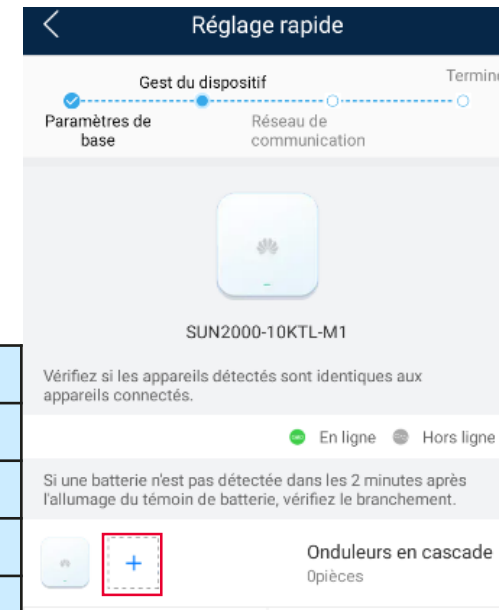 Réglage rapide
Gest du dispositif
Termine
Paramètres de
base
Réseau de
communication
SUN2000-10KTL-M1
Vérifiez si les appareils détectés sont identiques aux
appareils connectés.
En ligne Hors ligne
Si une batterie n'est pas détectée dans les 2 minutes après
l'allumage du témoin de batterie, vérifiez le branchement.
+
Onduleurs en cascade
0pièces